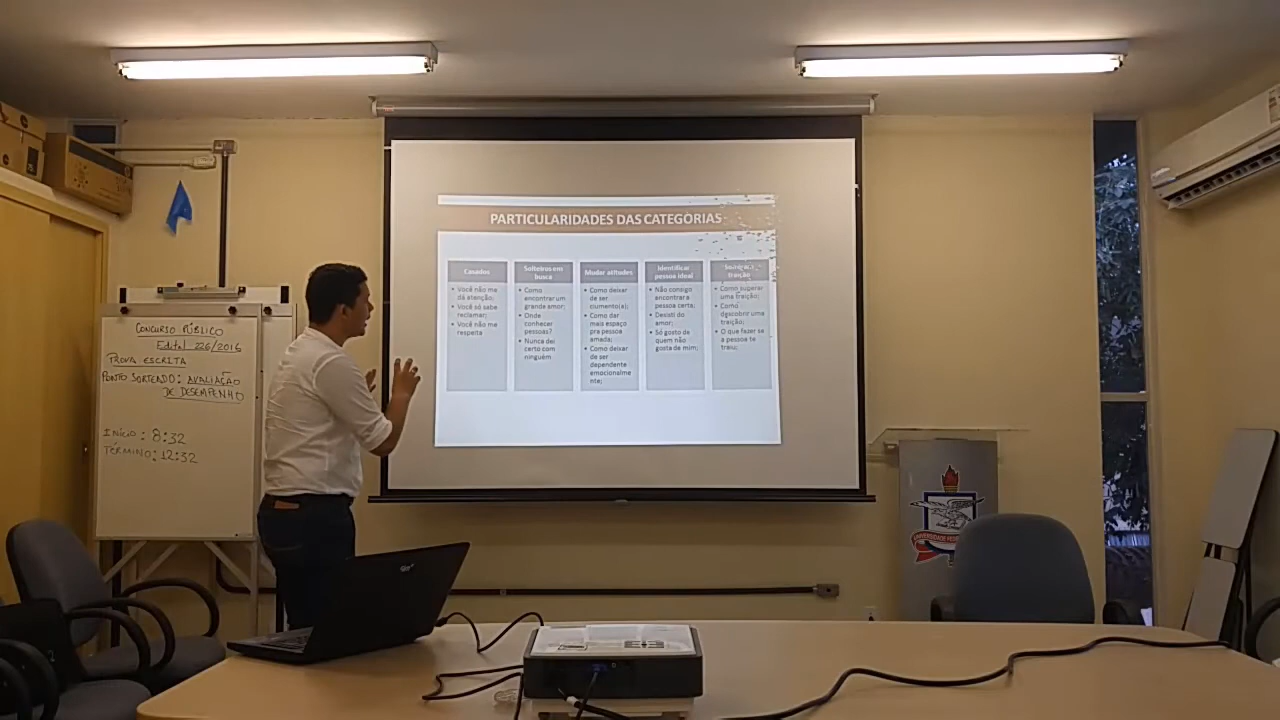 PARTICULARIDADES DAS CATEGORIAS
Casados
Você não me
dá atenção;
Você só sabe
reclamar;
Você não me
respeita
Solteiros em
busca
Como
encontrar um
grande amor;
Onde
conhecer
pessoas?
Nunca dei
certo com
ninguém
Mudar atitudes
Como deixar
de ser
ciumento(a);
Como dar
mais espaço
pra pessoa
amada;
Como deixar
de ser
dependente
emocionalme
nte;
Identificar
pessoa ideal
Não consigo
encontrar a
pessoa certa;
Desisti do
amor;
Só gosto de
quem não
gosta de mim;
traição
Como superar
uma traição;
Como
descobrir uma
traição;
O que fazer se
a pessoa te
traiu;
CONCURSO PÚBLICO
Edital 226/2016
PROVA ESCRITA
PONTO SORTEADO: AVALIAÇÃO
DE DESEMPENHO
INÍCIO: 8:32
TÉRMINO: 12:32
UNIVERSIDADE